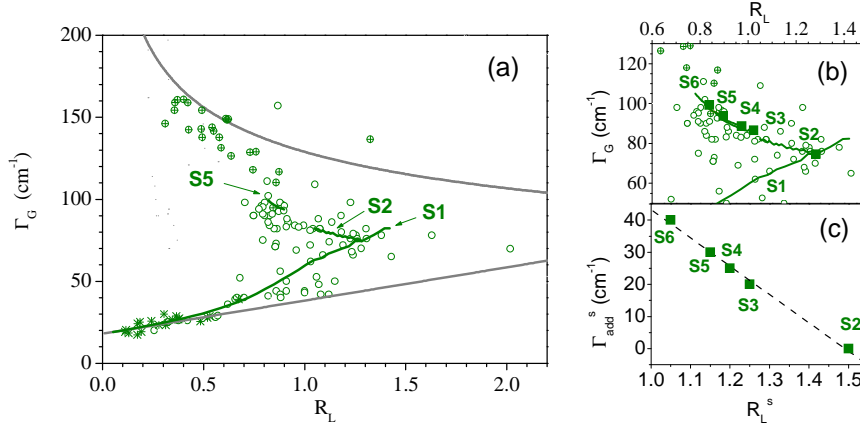 200
150
100
50
0
Γ_G (cm⁻¹)
(a)
S5
S2
S1
0.0 0.5 1.0 1.5 2.0
R_L
R_L
0.6 0.8 1.0 1.2 1.4
(b)
120
100
80
60
Γ_G (cm⁻¹)
S6
S5
S4
S3
S2
S1
(c)
40
30
20
10
0
Γ_add^s (cm⁻¹)
S6
S5
S4
S3
S2
1.0 1.1 1.2 1.3 1.4 1.5
R_L^s